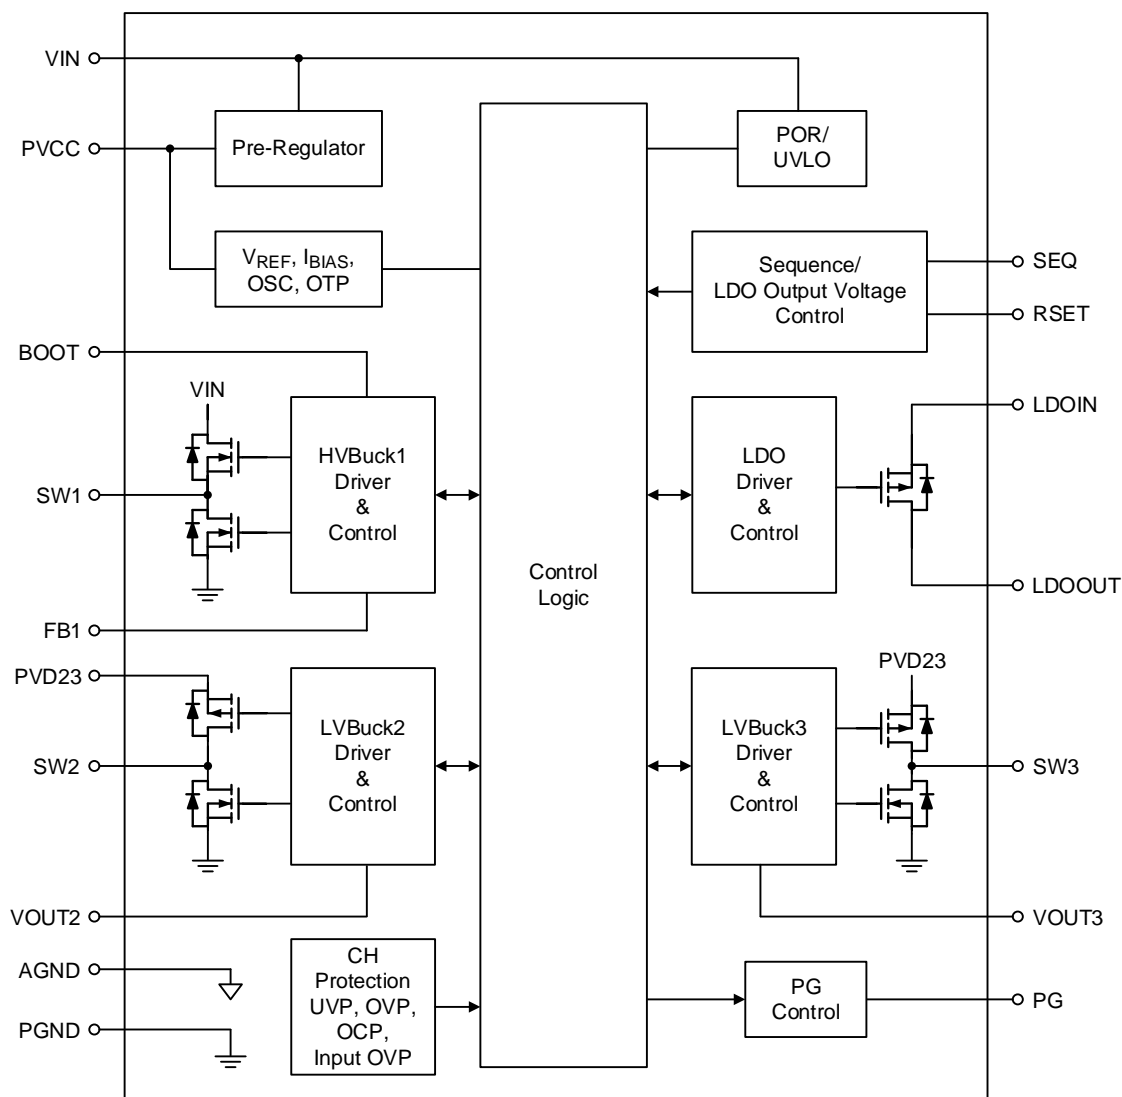 VIN
PVCC
Pre-Regulator
POR/
UVLO
VREF, IBIAS,
OSC, OTP
Sequence/
LDO Output Voltage
Control
SEQ
RSET
BOOT
VIN
HVBuck1
Driver
&
Control
SW1
FB1
LDO
Driver
&
Control
LDOIN
LDOOUT
Control
Logic
PVD23
LVBuck2
Driver
&
Control
SW2
VOUT2
PVD23
LVBuck3
Driver
&
Control
SW3
VOUT3
AGND
PGND
CH
Protection
UVP, OVP,
OCP,
Input OVP
PG
Control
PG